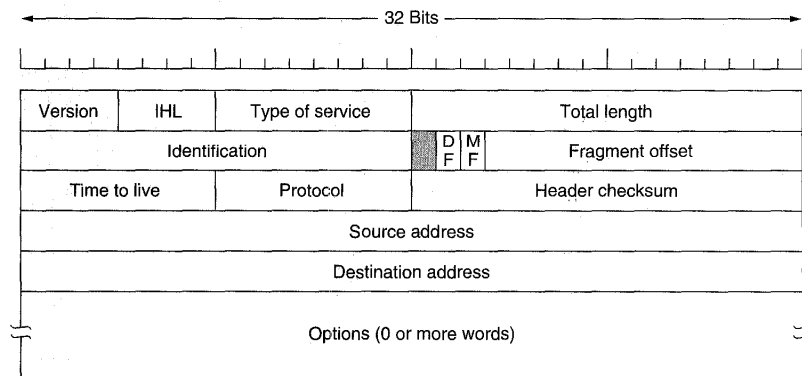 32 Bits
Version IHL Type of service Total length
Identification D F M F Fragment offset
Time to live Protocol Header checksum
Source address
Destination address
Options (0 or more words)